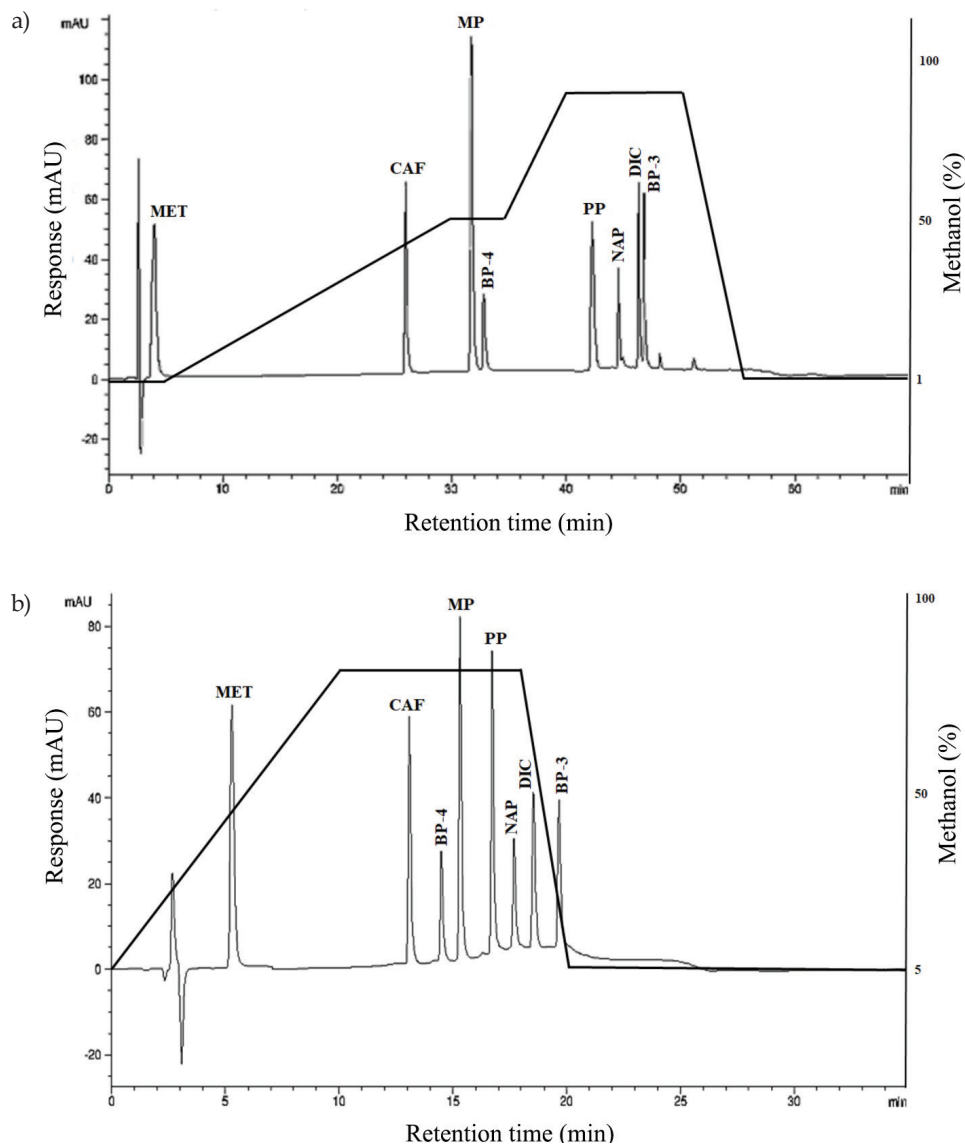 a)
mAU
MP
100
100
80
CAF
DIC
BP-3
60
MET
PP
50
NAP
40
BP-4
20
0
1
-20
0
10
20
30
40
50
60
min
Response (mAU)
Methanol (%)
Retention time (min)
b)
mAU
100
MP
80
PP
MET
CAF
60
DIC
BP-3
50
40
BP-4
NAP
20
0
5
-20
0
5
10
15
20
25
30
min
Response (mAU)
Methanol (%)
Retention time (min)